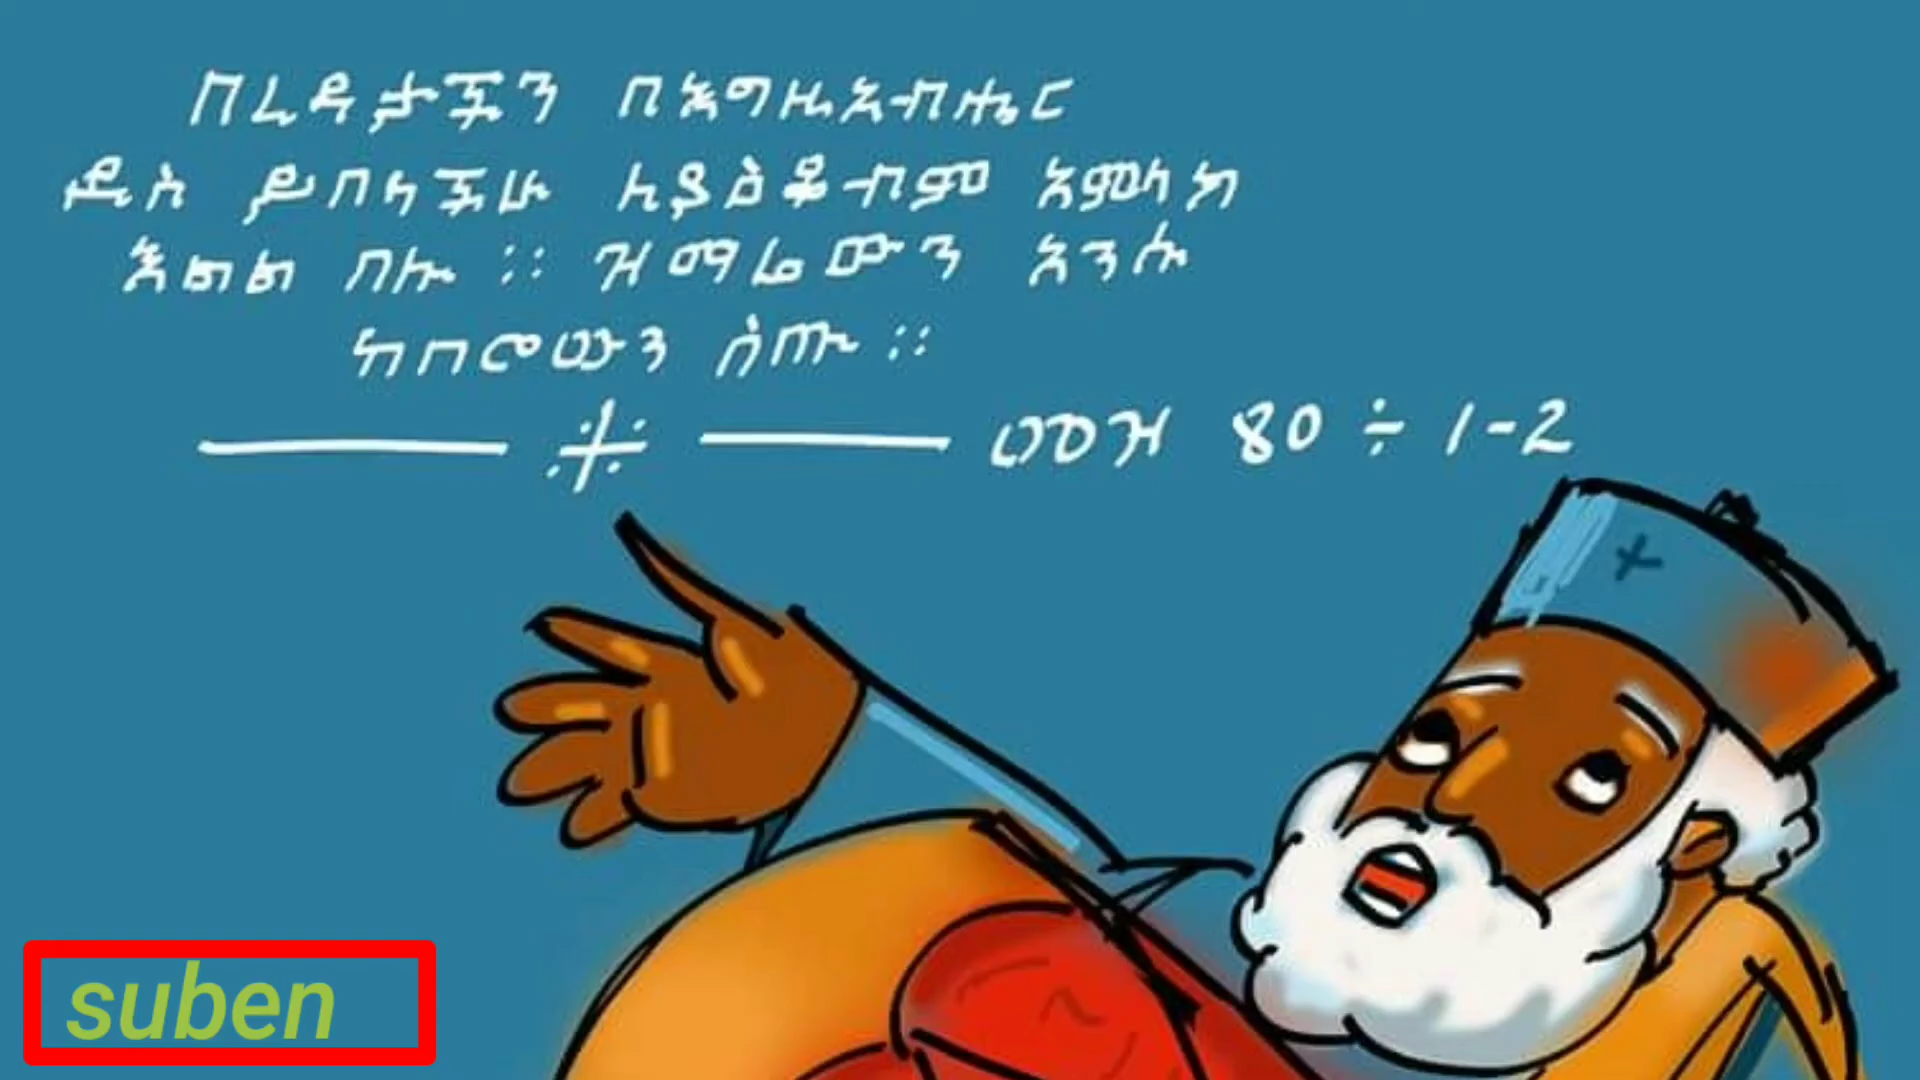 በረዳታችን በእግዚአብሔር
ደስ ይበላችሁ ለያዕቆብም አምላክ
እልል በሉ ፡፡ ዝማሬውን አንሡ
ከበሮውን ስጡ ፡፡
መዝ 80 ÷ 1-2
suben